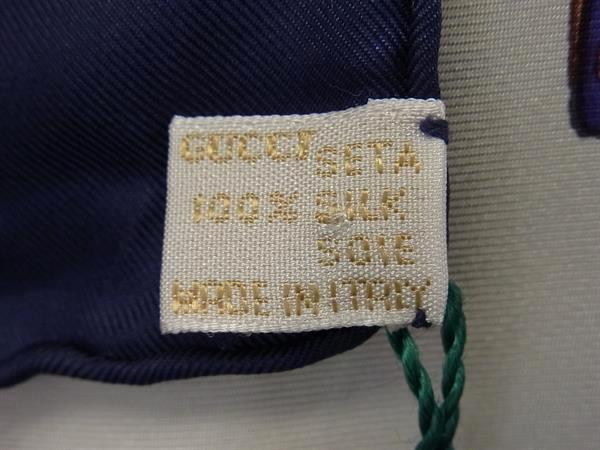 GUCCI SETA
100% SILK
SOIE
MADE IN ITALY